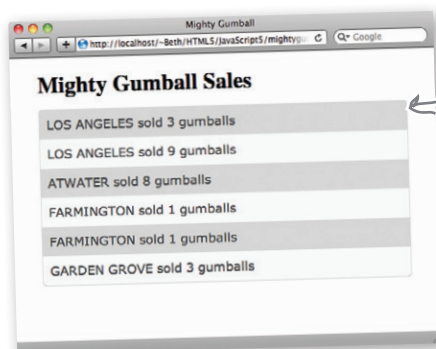 Mighty Gumball
http://localhost/~Beth/HTML5/JavaScript5/mightygu
Google
Mighty Gumball Sales
LOS ANGELES sold 3 gumballs
LOS ANGELES sold 9 gumballs
ATWATER sold 8 gumballs
FARMINGTON sold 1 gumballs
FARMINGTON sold 1 gumballs
GARDEN GROVE sold 3 gumballs